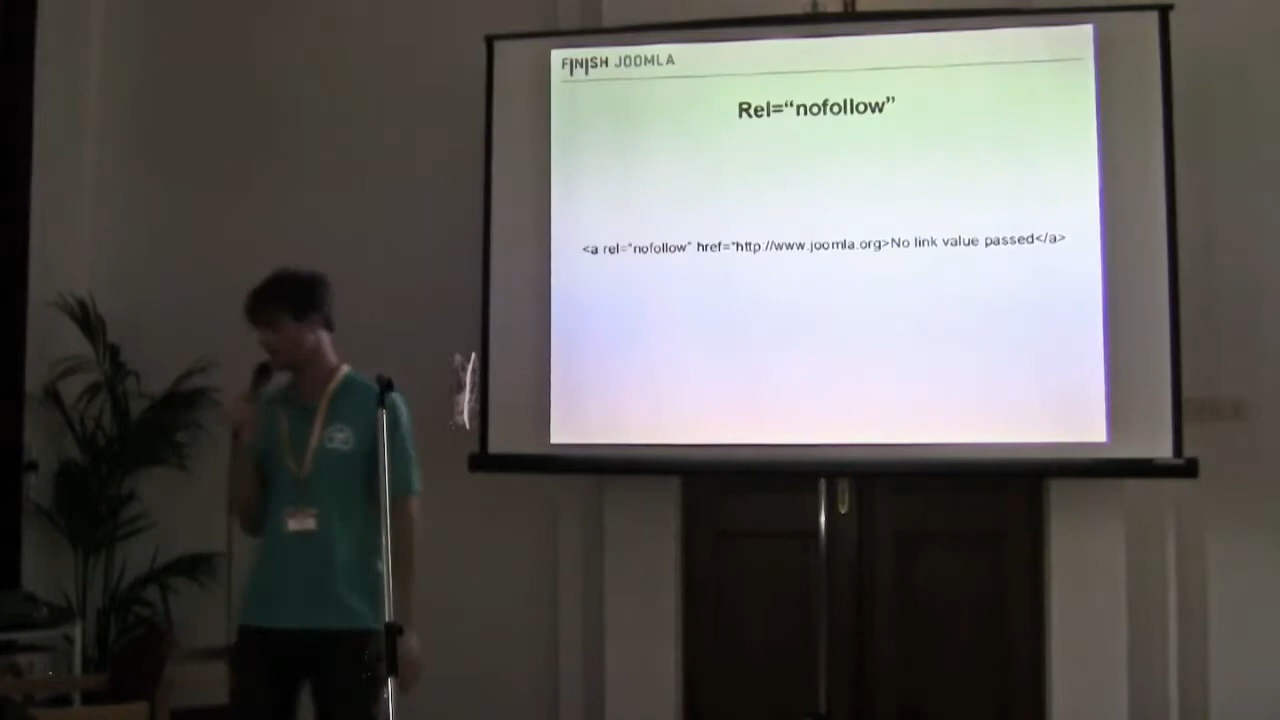 FINISH JOOMLA
Rel=“nofollow”
<a rel="nofollow" href="http://www.joomla.org>No link value passed</a>